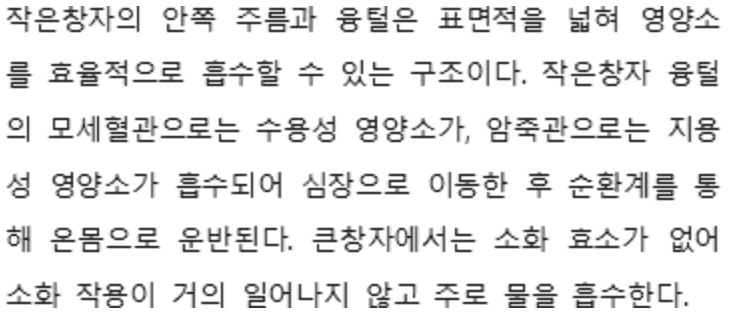 작은창자의 안쪽 주름과 융털은 표면적을 넓혀 영양소
를 효율적으로 흡수할 수 있는 구조이다. 작은창자 융털
의 모세혈관으로는 수용성 영양소가, 암죽관으로는 지용
성 영양소가 흡수되어 심장으로 이동한 후 순환계를 통
해 온몸으로 운반된다. 큰창자에서는 소화 효소가 없어
소화 작용이 거의 일어나지 않고 주로 물을 흡수한다.